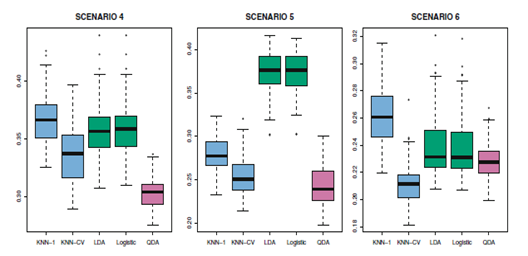 SCENARIO 4
SCENARIO 5
SCENARIO 6
0.40
0.35
0.30
KNN−1
KNN−CV
LDA
Logistic
QDA
0.40
0.35
0.30
0.25
0.20
KNN−1
KNN−CV
LDA
Logistic
QDA
0.32
0.30
0.28
0.26
0.24
0.22
0.20
0.18
KNN−1
KNN−CV
LDA
Logistic
QDA